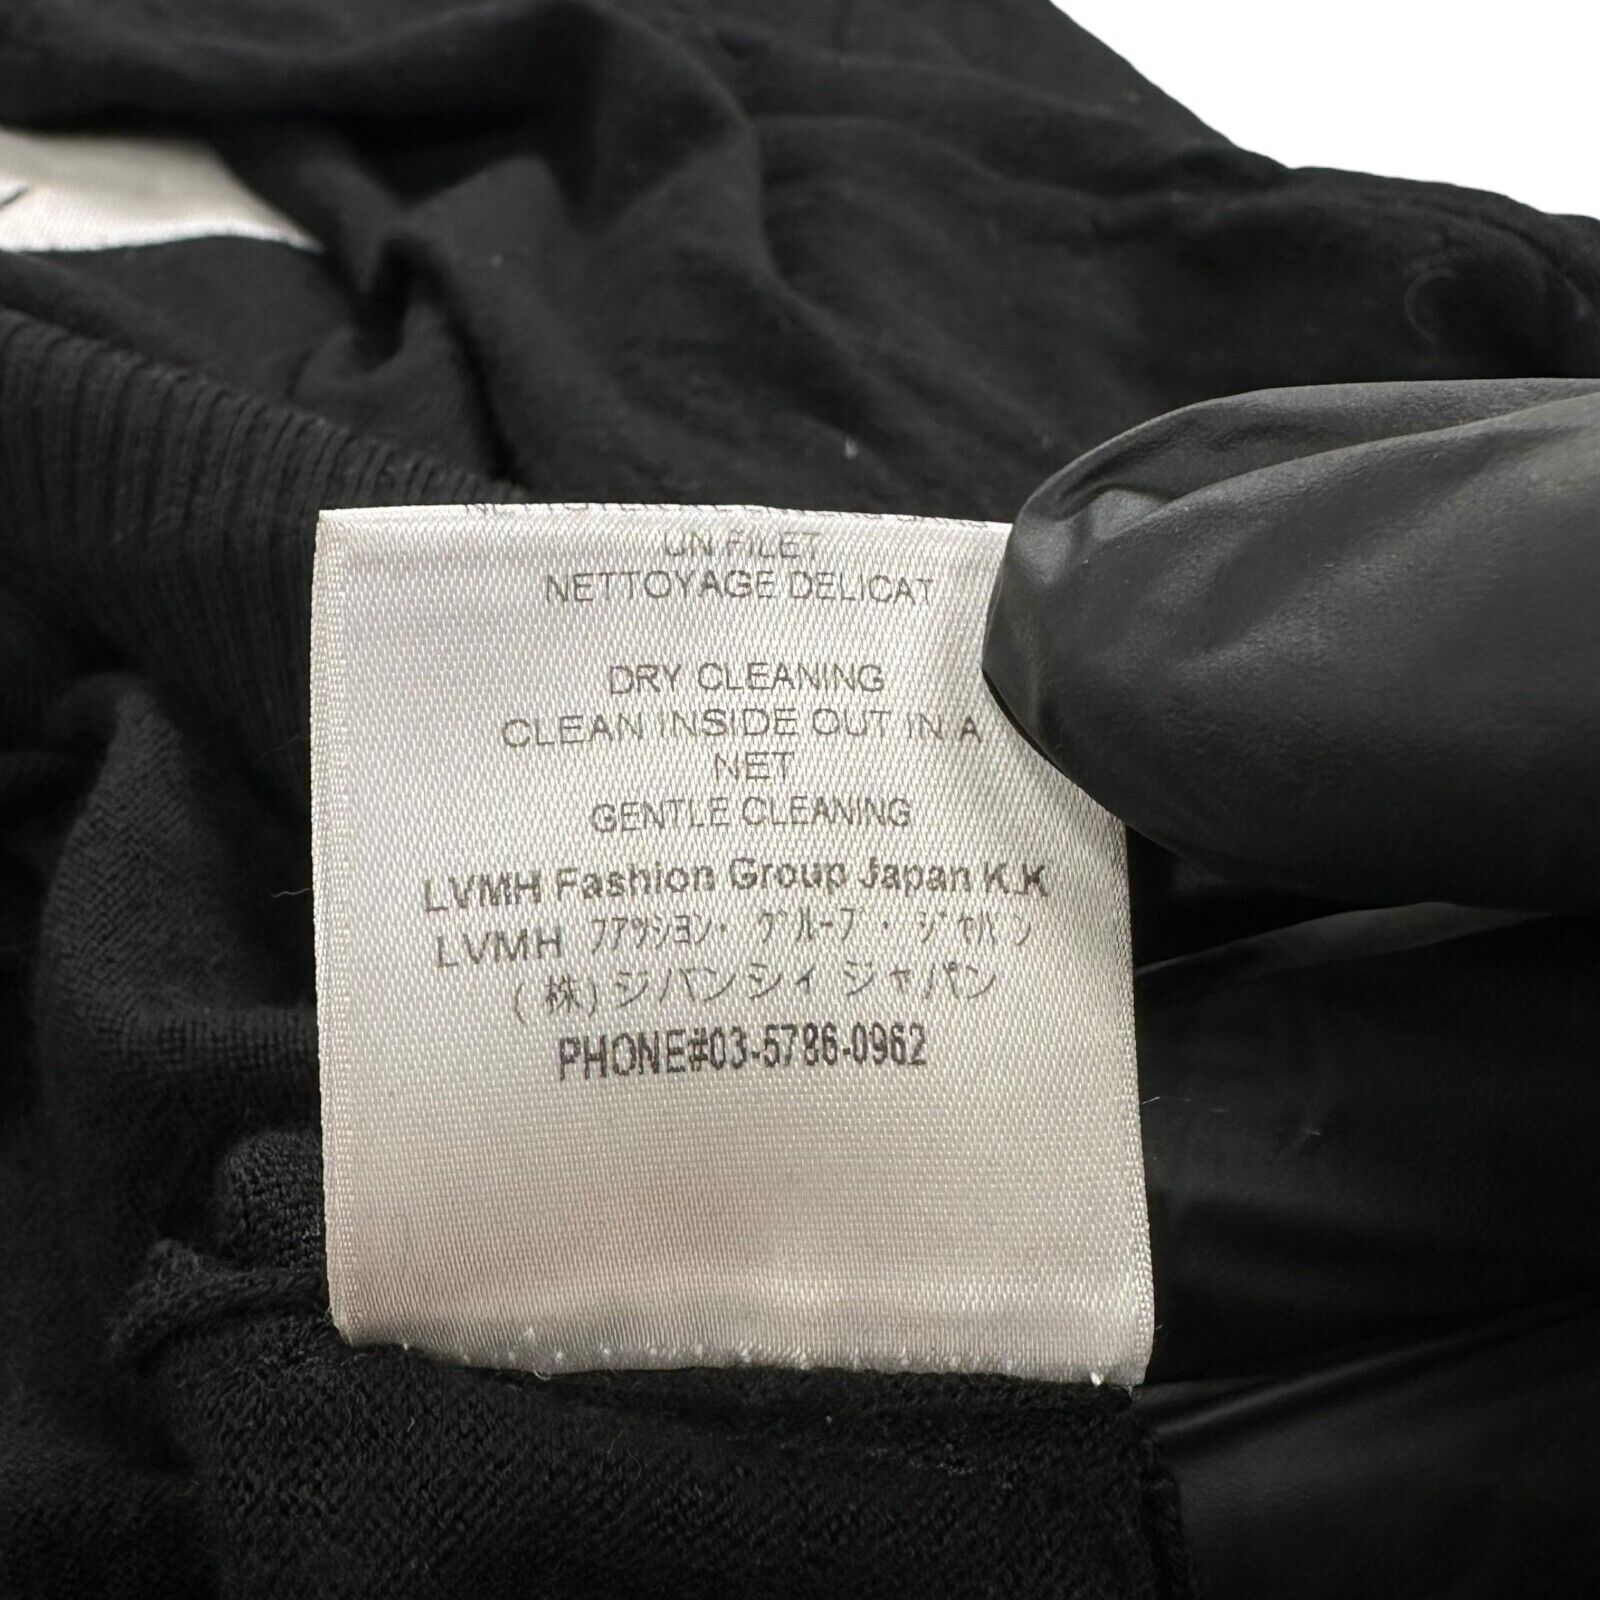 UN FILET
NETTOYAGE DELICAT
DRY CLEANING
CLEAN INSIDE OUT IN A
NET
GENTLE CLEANING
LVMH Fashion Group Japan K.K
LVMH ファッション・グループ・ジャパン
(株)ジバンシィ ジャパン
PHONE#03-5786-0962